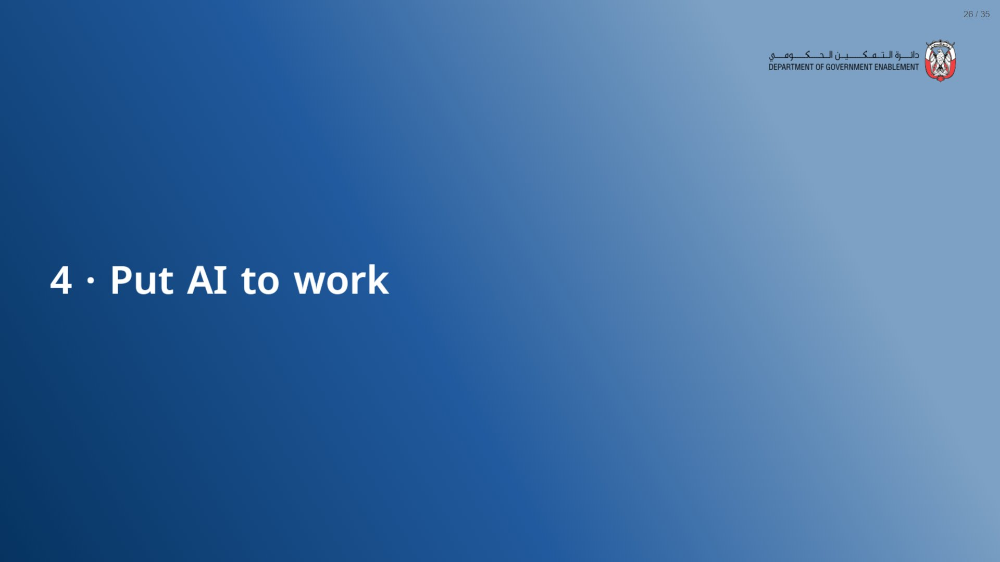 26 / 35
دائرة التمكين الحكومي
DEPARTMENT OF GOVERNMENT ENABLEMENT
4 · Put AI to work